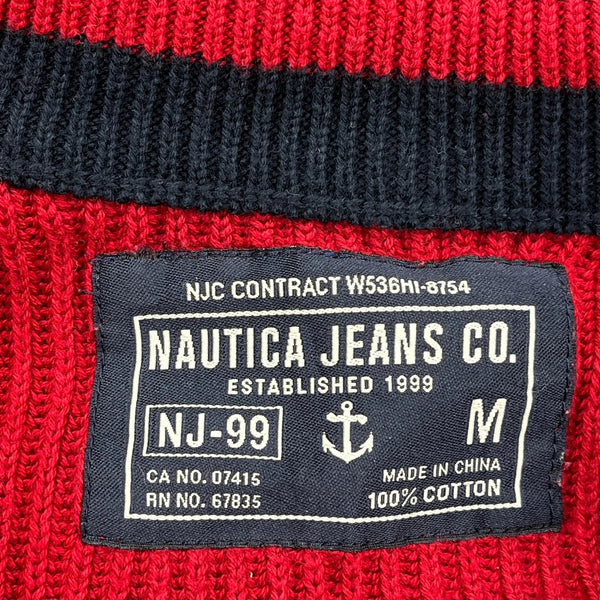 NJC CONTRACT W536HI-8754
NAUTICA JEANS CO.
ESTABLISHED 1999
NJ-99
M
CA NO. 07415
RN NO. 67835
MADE IN CHINA
100% COTTON